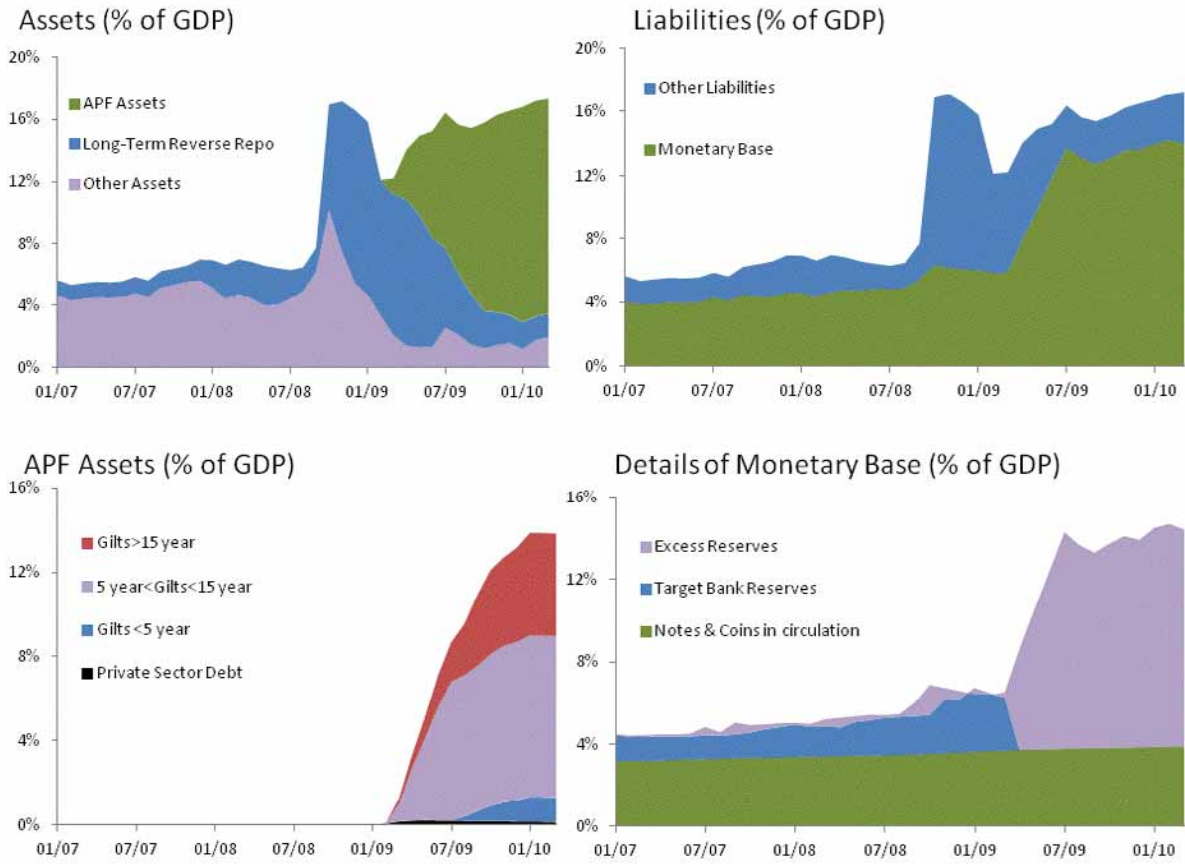 Assets (% of GDP)
20%
16%
12%
8%
4%
0%
APF Assets
Long-Term Reverse Repo
Other Assets
01/07 07/07 01/08 07/08 01/09 07/09 01/10
Liabilities (% of GDP)
20%
16%
12%
8%
4%
0%
Other Liabilities
Monetary Base
01/07 07/07 01/08 07/08 01/09 07/09 01/10
APF Assets (% of GDP)
16%
12%
8%
4%
0%
Gilts>15 year
5 year<Gilts<15 year
Gilts<5 year
Private Sector Debt
01/07 07/07 01/08 07/08 01/09 07/09 01/10
Details of Monetary Base (% of GDP)
16%
12%
8%
4%
0%
Excess Reserves
Target Bank Reserves
Notes & Coins in circulation
01/07 07/07 01/08 07/08 01/09 07/09 01/10